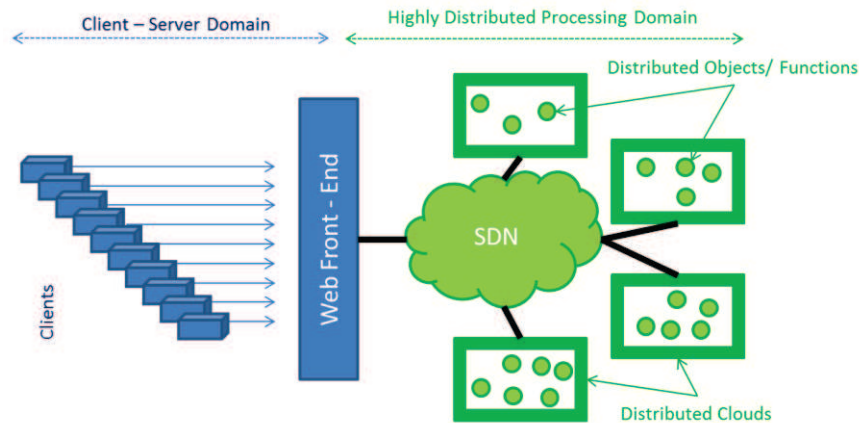 Client – Server Domain
Highly Distributed Processing Domain
Distributed Objects/ Functions
Web Front - End
SDN
Clients
Distributed Clouds